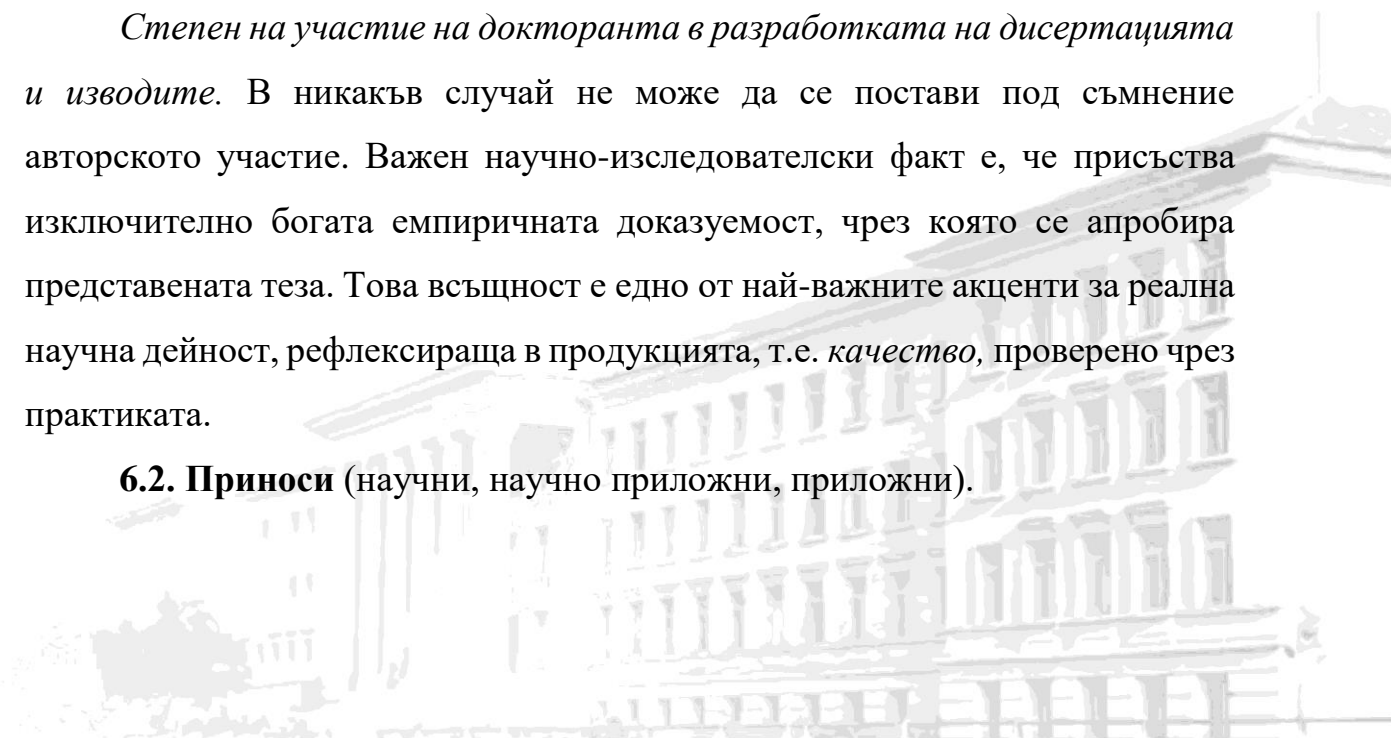 Степен на участие на докторанта в разработката на дисертацията
и изводите. В никакъв случай не може да се постави под съмнение
авторското участие. Важен научно-изследователски факт е, че присъства
изключително богата емпиричната доказуемост, чрез която се апробира
представената теза. Това всъщност е едно от най-важните акценти за реална
научна дейност, рефлексираща в продукцията, т.е. качество, проверено чрез
практиката.
6.2. Приноси (научни, научно приложни, приложни).